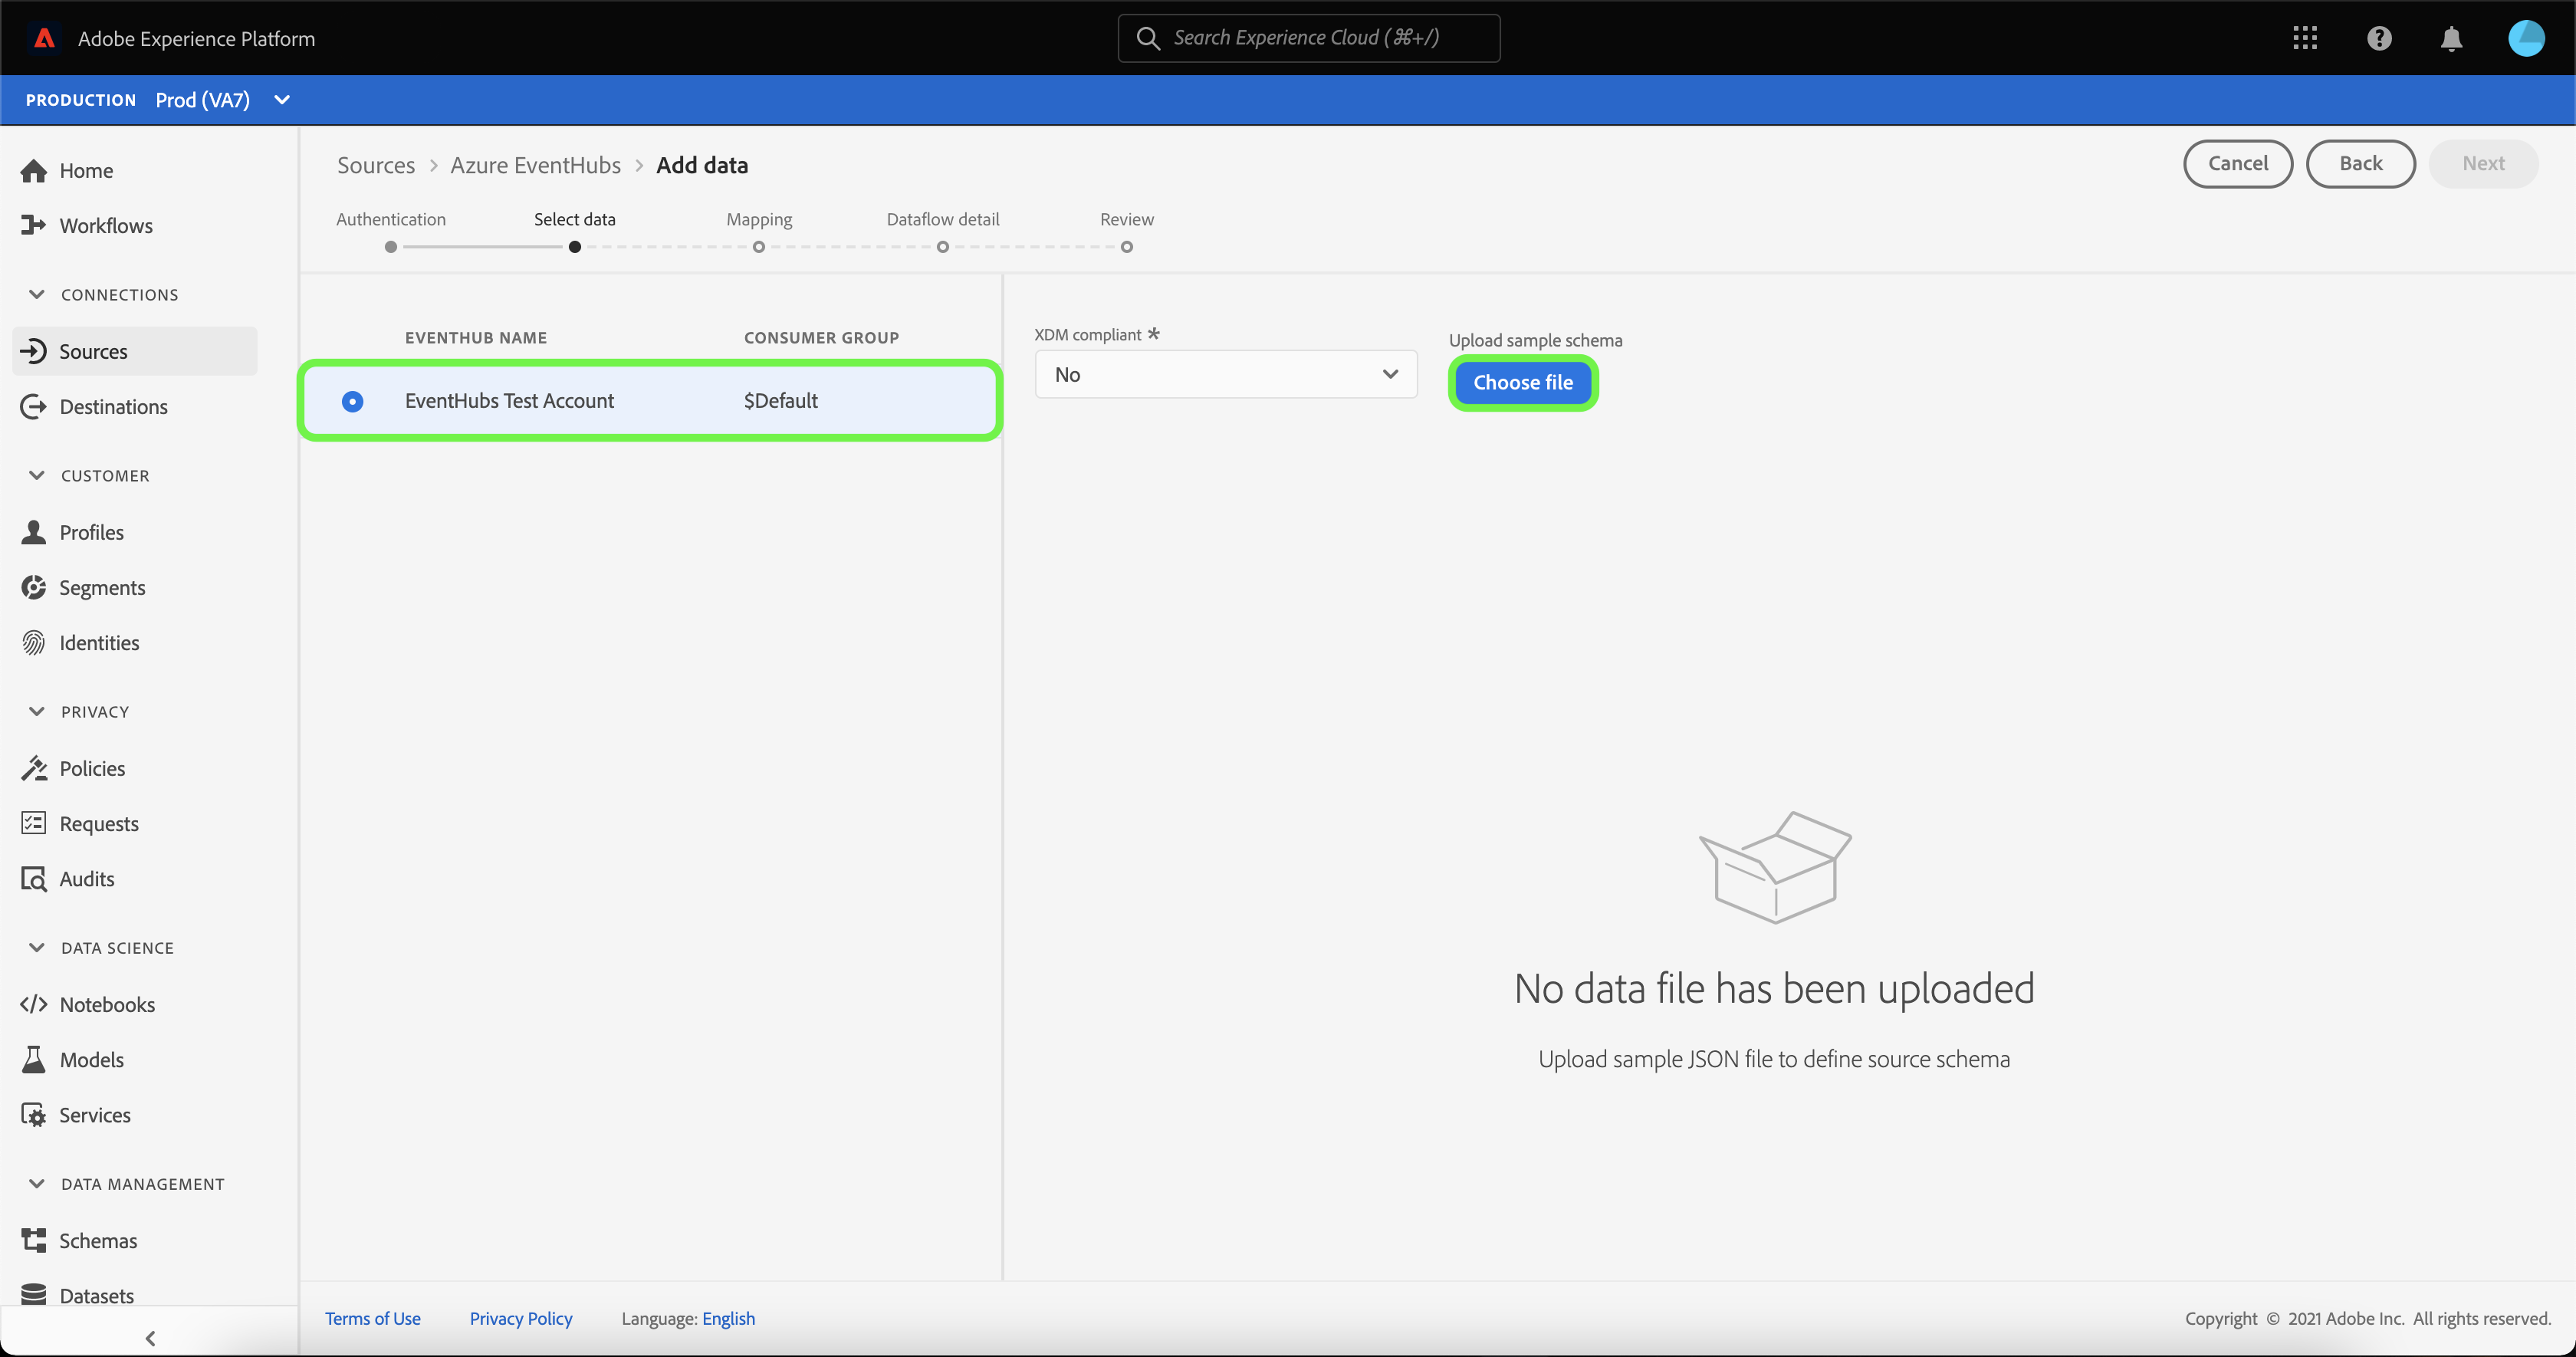 Adobe Experience Platform
Search Experience Cloud (⌘+/)
PRODUCTION Prod (VA7)
Home
Workflows
CONNECTIONS
Sources
Destinations
CUSTOMER
Profiles
Segments
Identities
PRIVACY
Policies
Requests
Audits
DATA SCIENCE
Notebooks
Models
Services
DATA MANAGEMENT
Schemas
Datasets
Sources > Azure EventHubs > Add data
Cancel
Back
Next
Authentication
Select data
Mapping
Dataflow detail
Review
EVENTHUB NAME CONSUMER GROUP
EventHubs Test Account $Default
XDM compliant *
No
Upload sample schema
Choose file
No data file has been uploaded
Upload sample JSON file to define source schema
Terms of Use
Privacy Policy
Language: English
Copyright © 2021 Adobe Inc. All rights reserved.